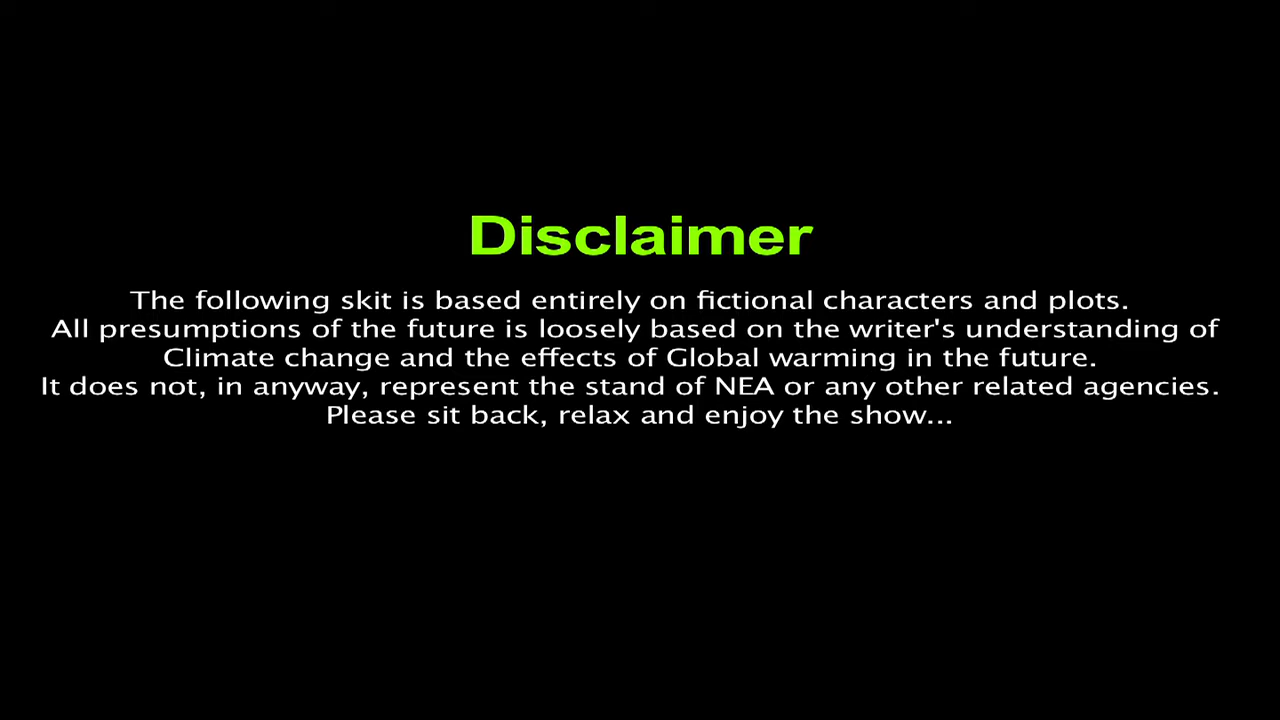 Disclaimer
The following skit is based entirely on fictional characters and plots.
All presumptions of the future is loosely based on the writer's understanding of
Climate change and the effects of Global warming in the future.
It does not, in anyway, represent the stand of NEA or any other related agencies.
Please sit back, relax and enjoy the show...